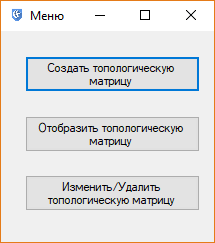 Меню
Создать топологическую
матрицу
Отобразить топологическую
матрицу
Изменить/Удалить
топологическую матрицу